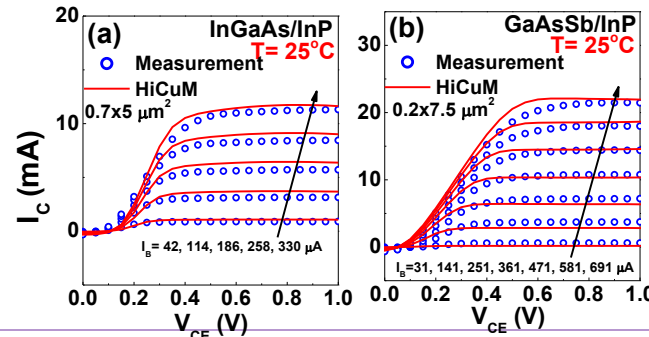 (a) InGaAs/InP
T= 25°C
Measurement
HiCuM
0.7x5 μm²
I_B= 42, 114, 186, 258, 330 μA
20
10
0
0.0 0.2 0.4 0.6 0.8 1.0
V_CE (V)
I_C (mA)
(b) GaAsSb/InP
T= 25°C
Measurement
HiCuM
0.2x7.5 μm²
I_B=31, 141, 251, 361, 471, 581, 691 μA
30
20
10
0
0.0 0.2 0.4 0.6 0.8 1.0
V_CE (V)